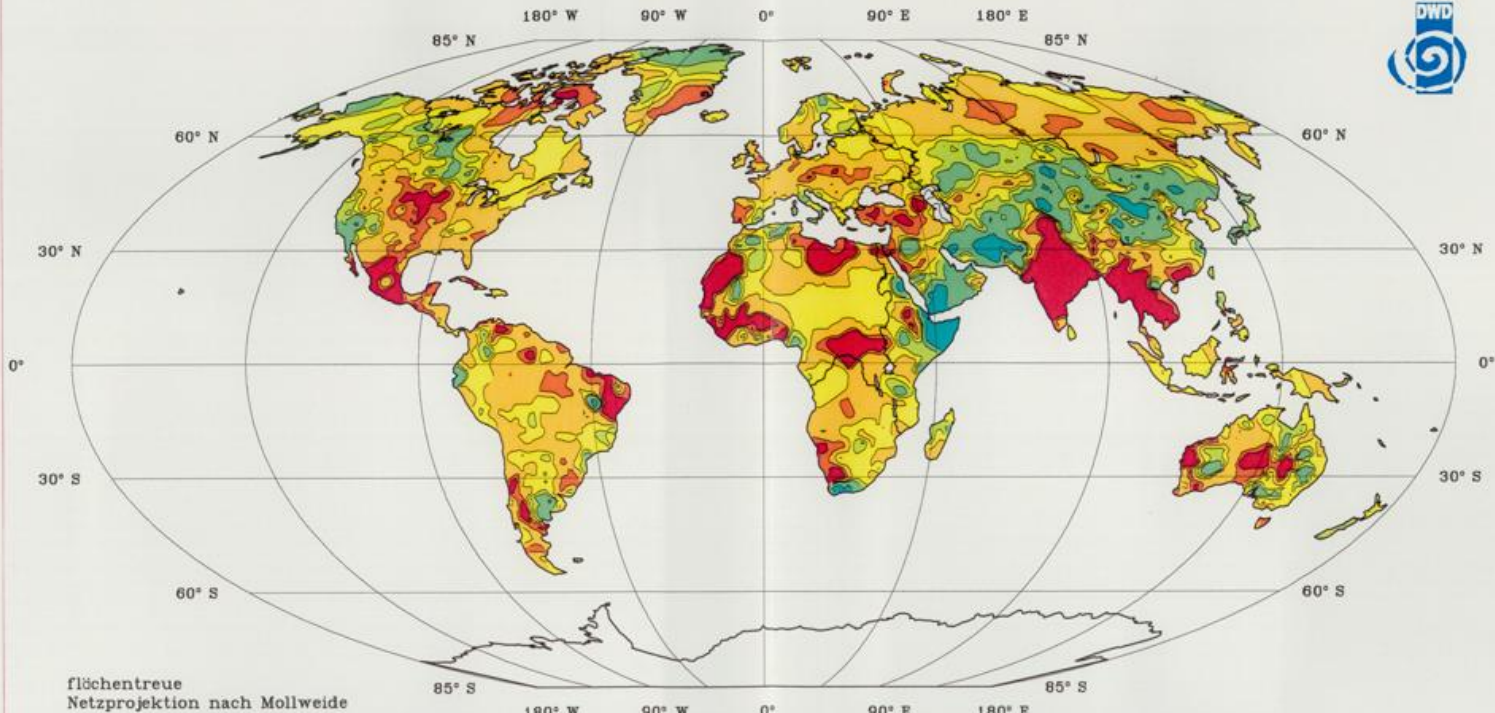 180° W 90° W 0° 90° E 180° E
85° N 85° N
DWD
60° N 60° N
30° N 30° N
0° 0°
30° S 30° S
60° S 60° S
flächentreue
Netzprojektion nach Mollweide
85° S 85° S
180° W 90° W 0° 90° E 180° E